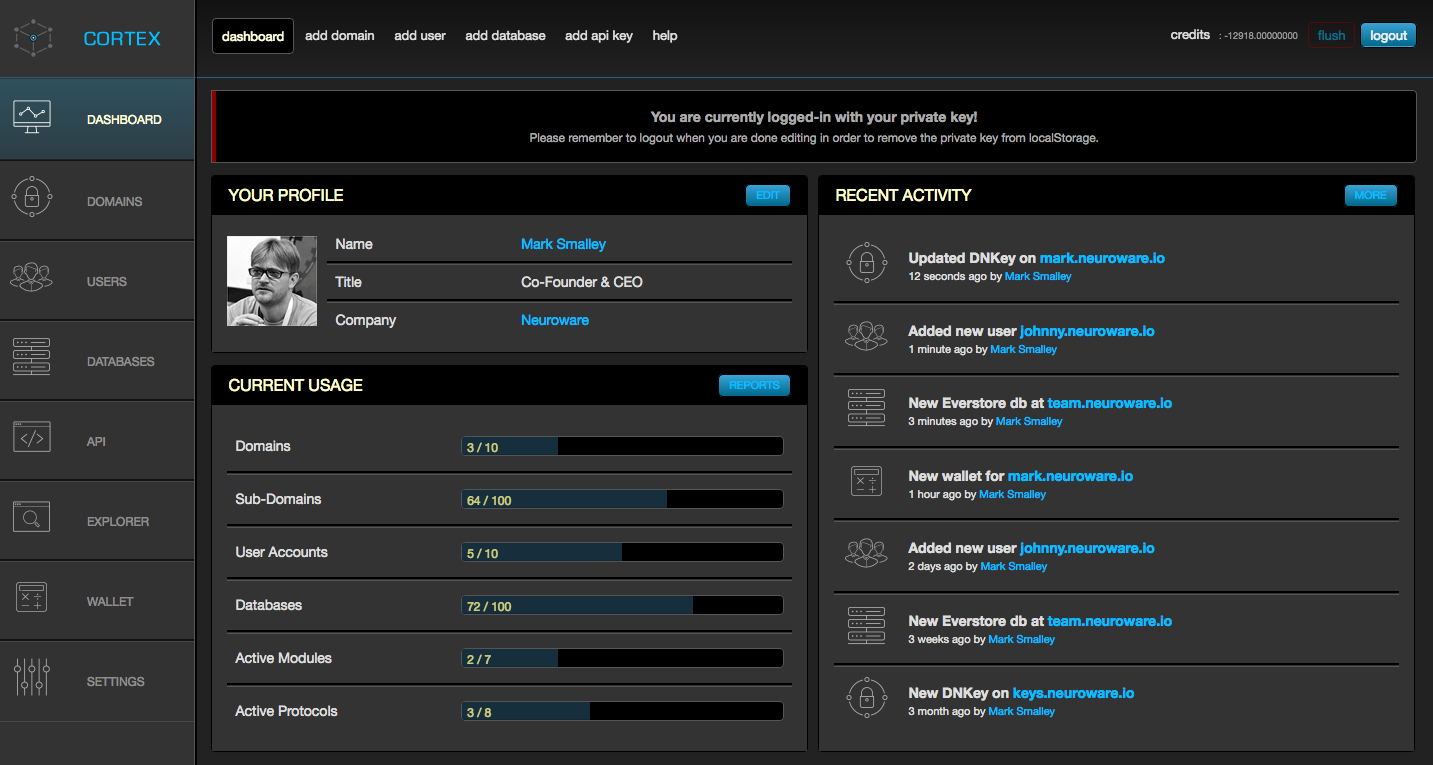 CORTEX
dashboard add domain add user add database add api key help
credits : -12918.00000000 flush logout
DASHBOARD
DOMAINS
USERS
DATABASES
API
EXPLORER
WALLET
SETTINGS
You are currently logged-in with your private key!
Please remember to logout when you are done editing in order to remove the private key from localStorage.
YOUR PROFILE EDIT
Name Mark Smalley
Title Co-Founder & CEO
Company Neuroware
CURRENT USAGE REPORTS
Domains 3 / 10
Sub-Domains 64 / 100
User Accounts 5 / 10
Databases 72 / 100
Active Modules 2 / 7
Active Protocols 3 / 8
RECENT ACTIVITY MORE
Updated DNKey on mark.neuroware.io
12 seconds ago by Mark Smalley
Added new user johnny.neuroware.io
1 minute ago by Mark Smalley
New Everstore db at team.neuroware.io
3 minutes ago by Mark Smalley
New wallet for mark.neuroware.io
1 hour ago by Mark Smalley
Added new user johnny.neuroware.io
2 days ago by Mark Smalley
New Everstore db at team.neuroware.io
3 weeks ago by Mark Smalley
New DNKey on keys.neuroware.io
3 month ago by Mark Smalley